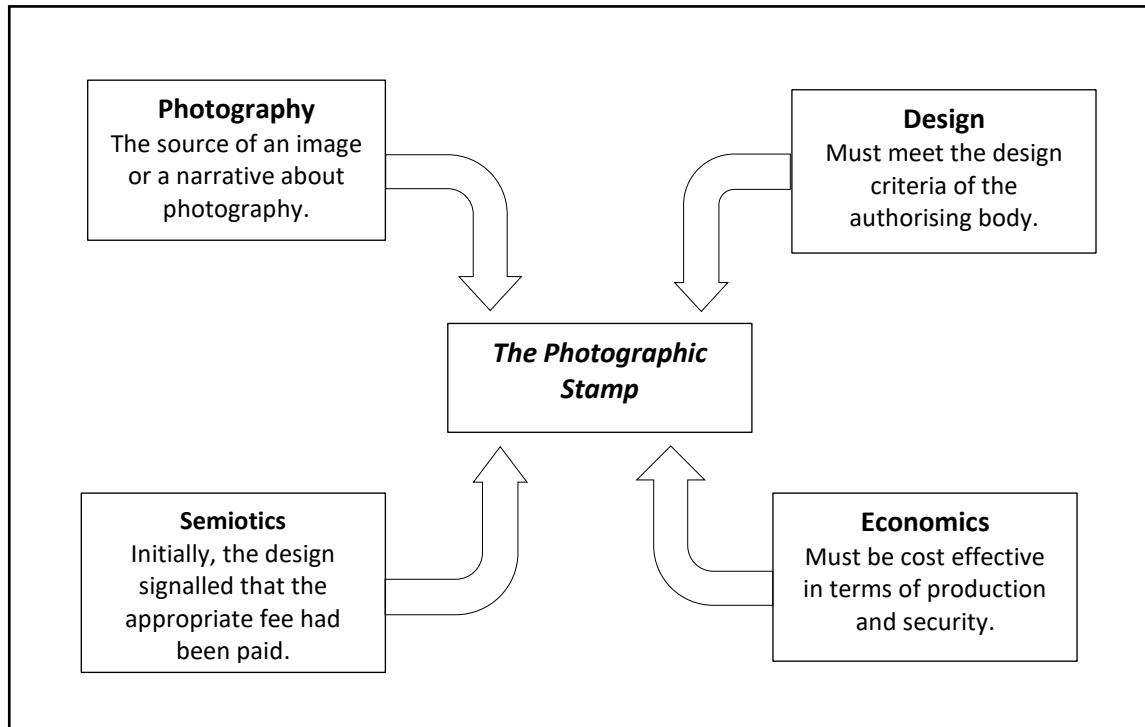 Photography
The source of an image
or a narrative about
photography.
Design
Must meet the design
criteria of the
authorising body.
The Photographic
Stamp
Semiotics
Initially, the design
signalled that the
appropriate fee had
been paid.
Economics
Must be cost effective
in terms of production
and security.